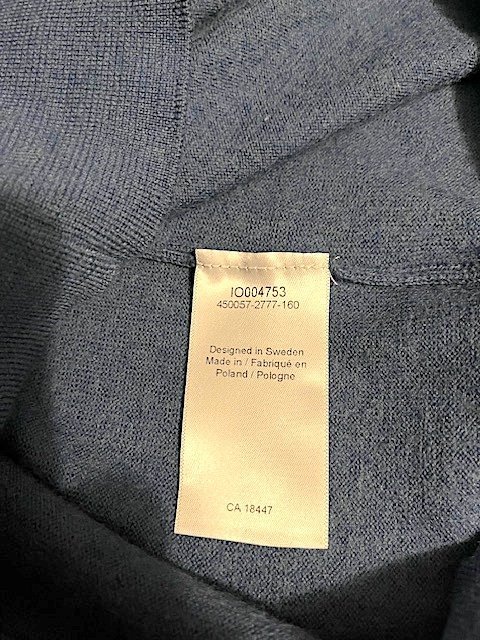 IO004753
450057-2777-160
Designed in Sweden
Made in / Fabriqué en
Poland / Pologne
CA 18447